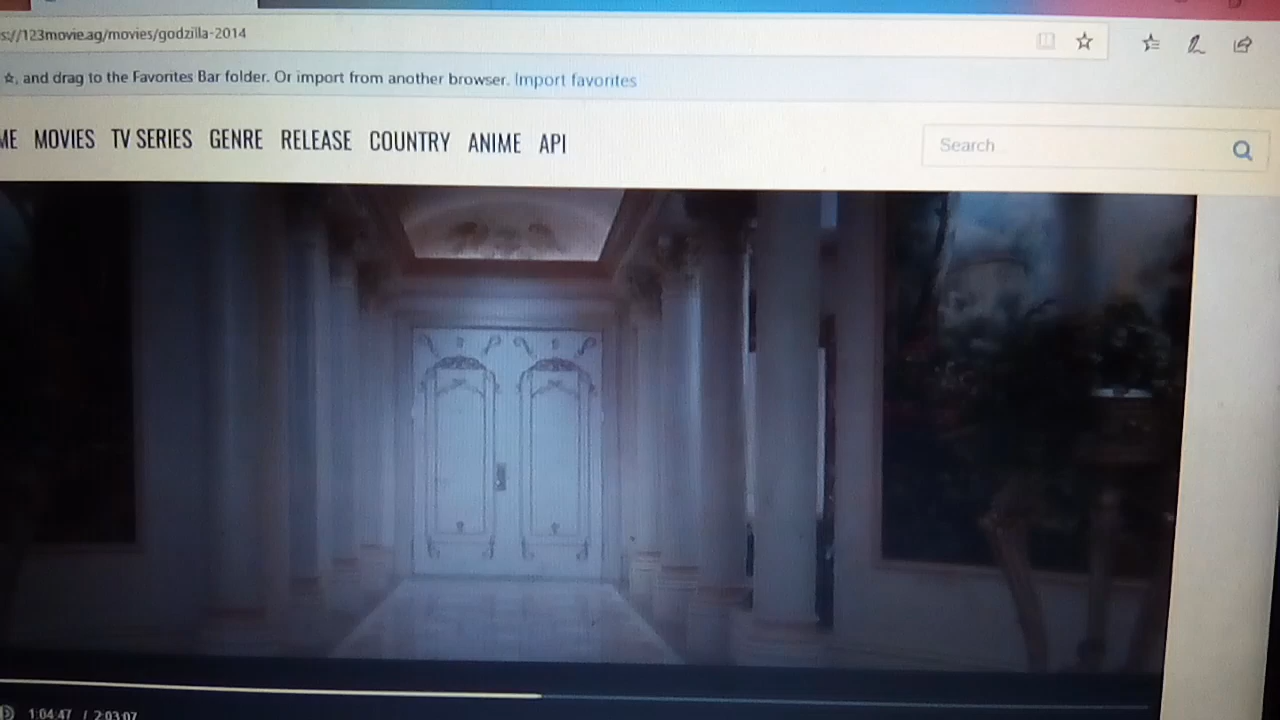 s://123movie.ag/movies/godzilla-2014
☆, and drag to the Favorites Bar folder. Or import from another browser. Import favorites
ME MOVIES TV SERIES GENRE RELEASE COUNTRY ANIME API
Search
1:04:47 / 2:03:07